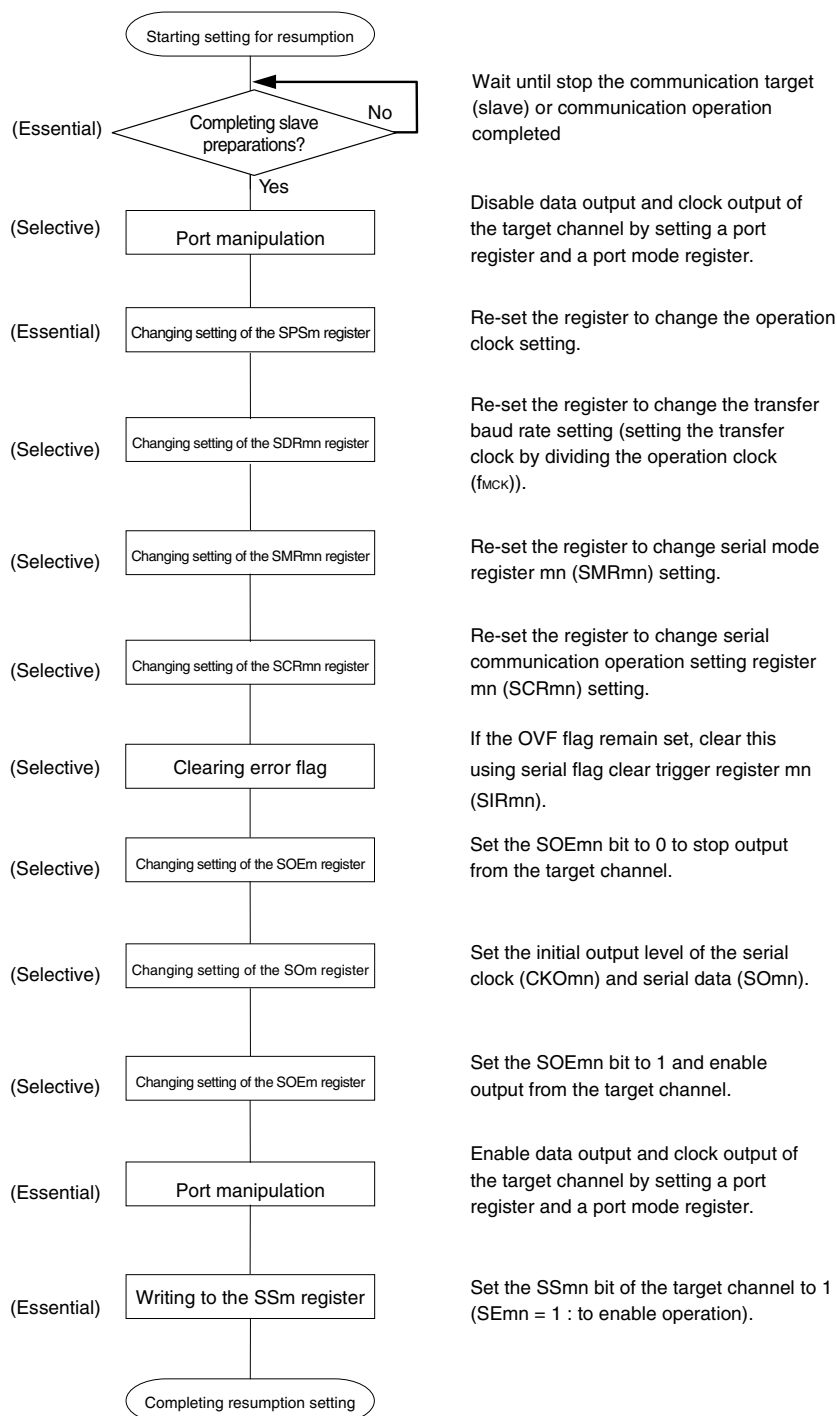 Starting setting for resumption
(Essential)
Completing slave
preparations?
No
Yes
Wait until stop the communication target
(slave) or communication operation
completed
(Selective)
Port manipulation
Disable data output and clock output of
the target channel by setting a port
register and a port mode register.
(Essential)
Changing setting of the SPSm register
Re-set the register to change the operation
clock setting.
(Selective)
Changing setting of the SDRmn register
Re-set the register to change the transfer
baud rate setting (setting the transfer
clock by dividing the operation clock
(fMCK)).
(Selective)
Changing setting of the SMRmn register
Re-set the register to change serial mode
register mn (SMRmn) setting.
(Selective)
Changing setting of the SCRmn register
Re-set the register to change serial
communication operation setting register
mn (SCRmn) setting.
(Selective)
Clearing error flag
If the OVF flag remain set, clear this
using serial flag clear trigger register mn
(SIRmn).
(Selective)
Changing setting of the SOEm register
Set the SOEmn bit to 0 to stop output
from the target channel.
(Selective)
Changing setting of the SOm register
Set the initial output level of the serial
clock (CKOmn) and serial data (SOmn).
(Selective)
Changing setting of the SOEm register
Set the SOEmn bit to 1 and enable
output from the target channel.
(Essential)
Port manipulation
Enable data output and clock output of
the target channel by setting a port
register and a port mode register.
(Essential)
Writing to the SSm register
Set the SSmn bit of the target channel to 1
(SEmn = 1 : to enable operation).
Completing resumption setting